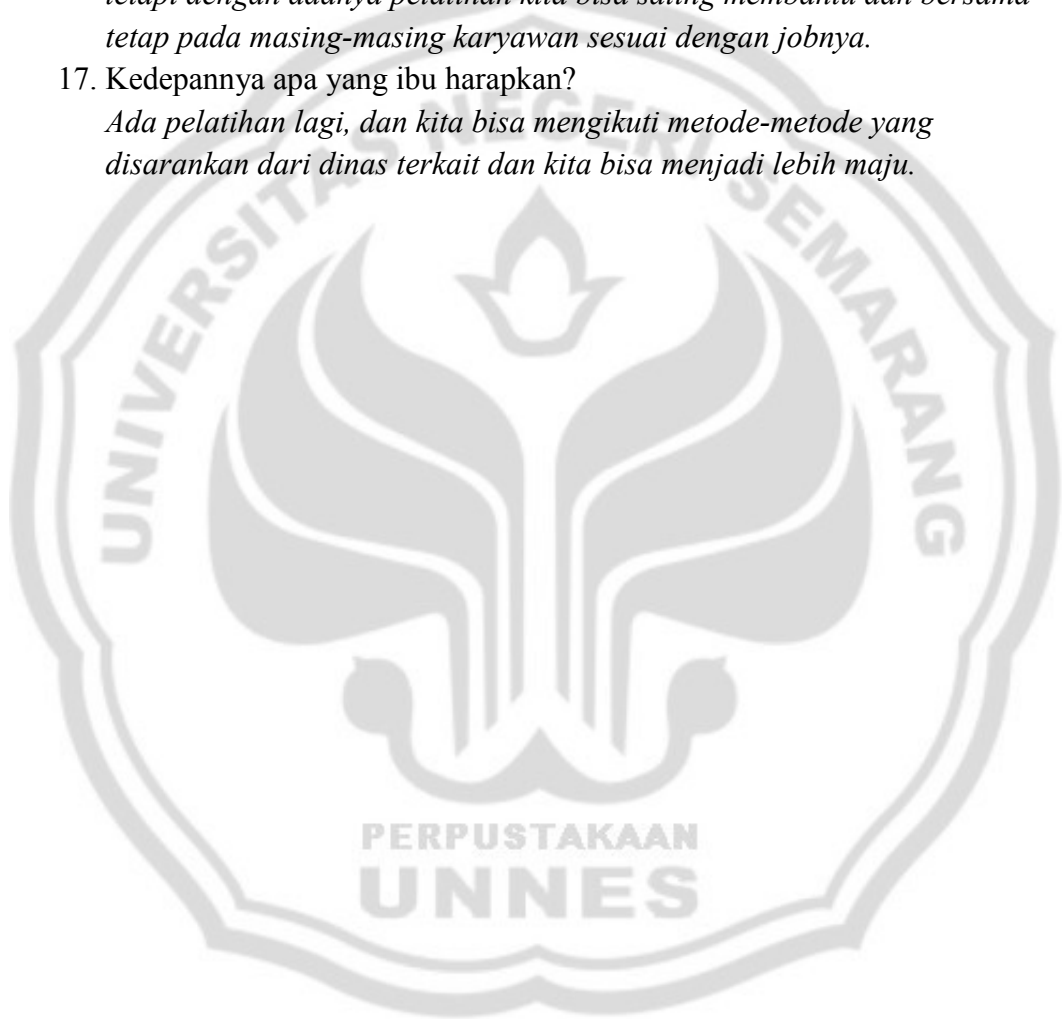 tetapi dengan adanya pelatihan kita bisa saling membantu dan bersama
tetap pada masing-masing karyawan sesuai dengan jobnya.
17. Kedepannya apa yang ibu harapkan?
Ada pelatihan lagi, dan kita bisa mengikuti metode-metode yang
disarankan dari dinas terkait dan kita bisa menjadi lebih maju.
UNIVERSITAS NEGERI SEMARANG
PERPUSTAKAAN
UNNES